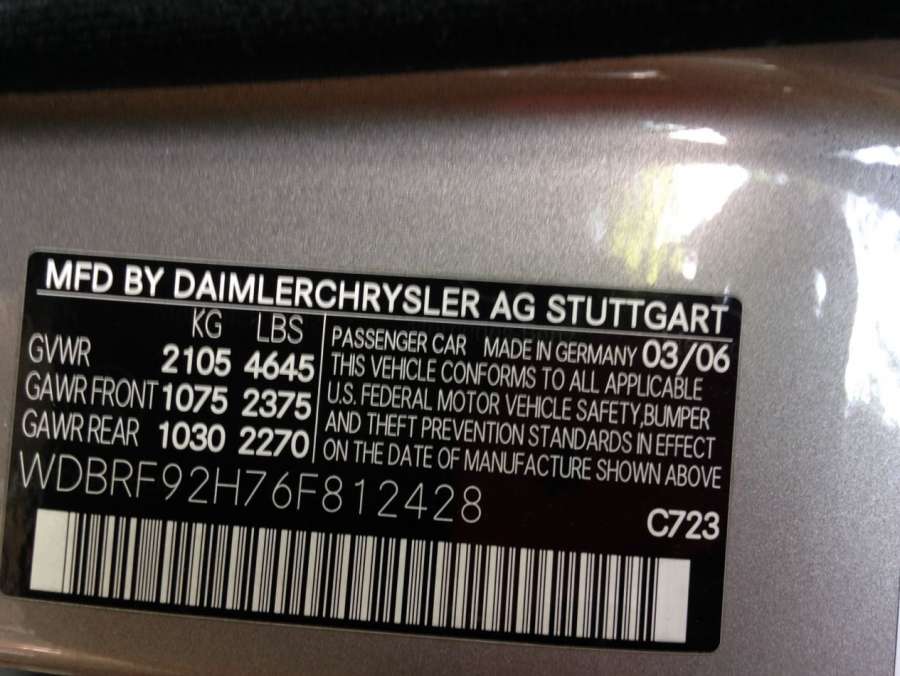 MFD BY DAIMLERCHRYSLER AG STUTTGART
KG LBS
GVWR 2105 4645
GAWR FRONT 1075 2375
GAWR REAR 1030 2270
PASSENGER CAR MADE IN GERMANY 03/06
THIS VEHICLE CONFORMS TO ALL APPLICABLE
U.S. FEDERAL MOTOR VEHICLE SAFETY,BUMPER
AND THEFT PREVENTION STANDARDS IN EFFECT
ON THE DATE OF MANUFACTURE SHOWN ABOVE
WDBRF92H76F812428
C723